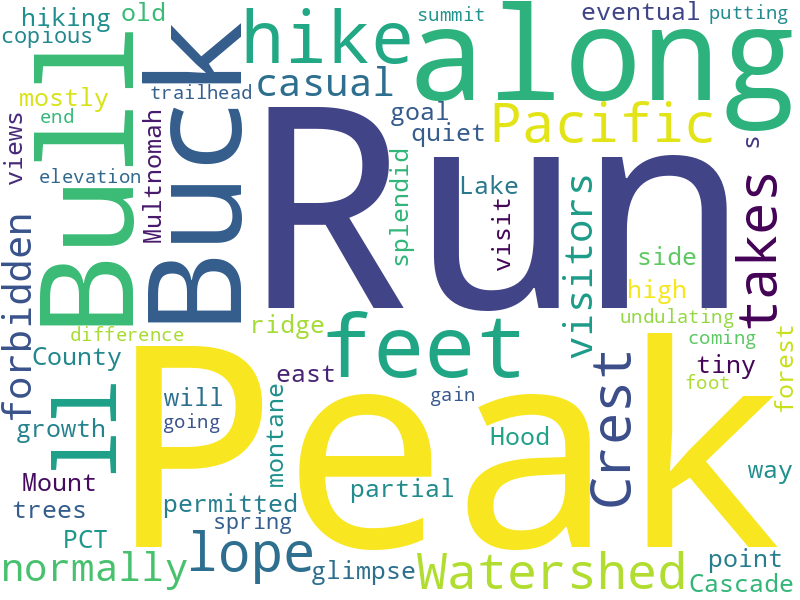 hiking
old
summit
eventual
putting
copious
hike
along
Bull
Buck
casual
trailhead
mostly
goal
Pacific
end
Run
quiet
views
Multnomah
s
elevation
splendid
Lake
visit
visitors
takes
forbidden
side
high
undulating
difference
ridge
feet
coming
County
ll
Peak
east
Crest
tiny
forest
will
gain
foot
going
growth
montane
Hood
way
Mount
partial
trees
permitted
spring
PCT
lope
normally
glimpse
Watershed
point
Cascade